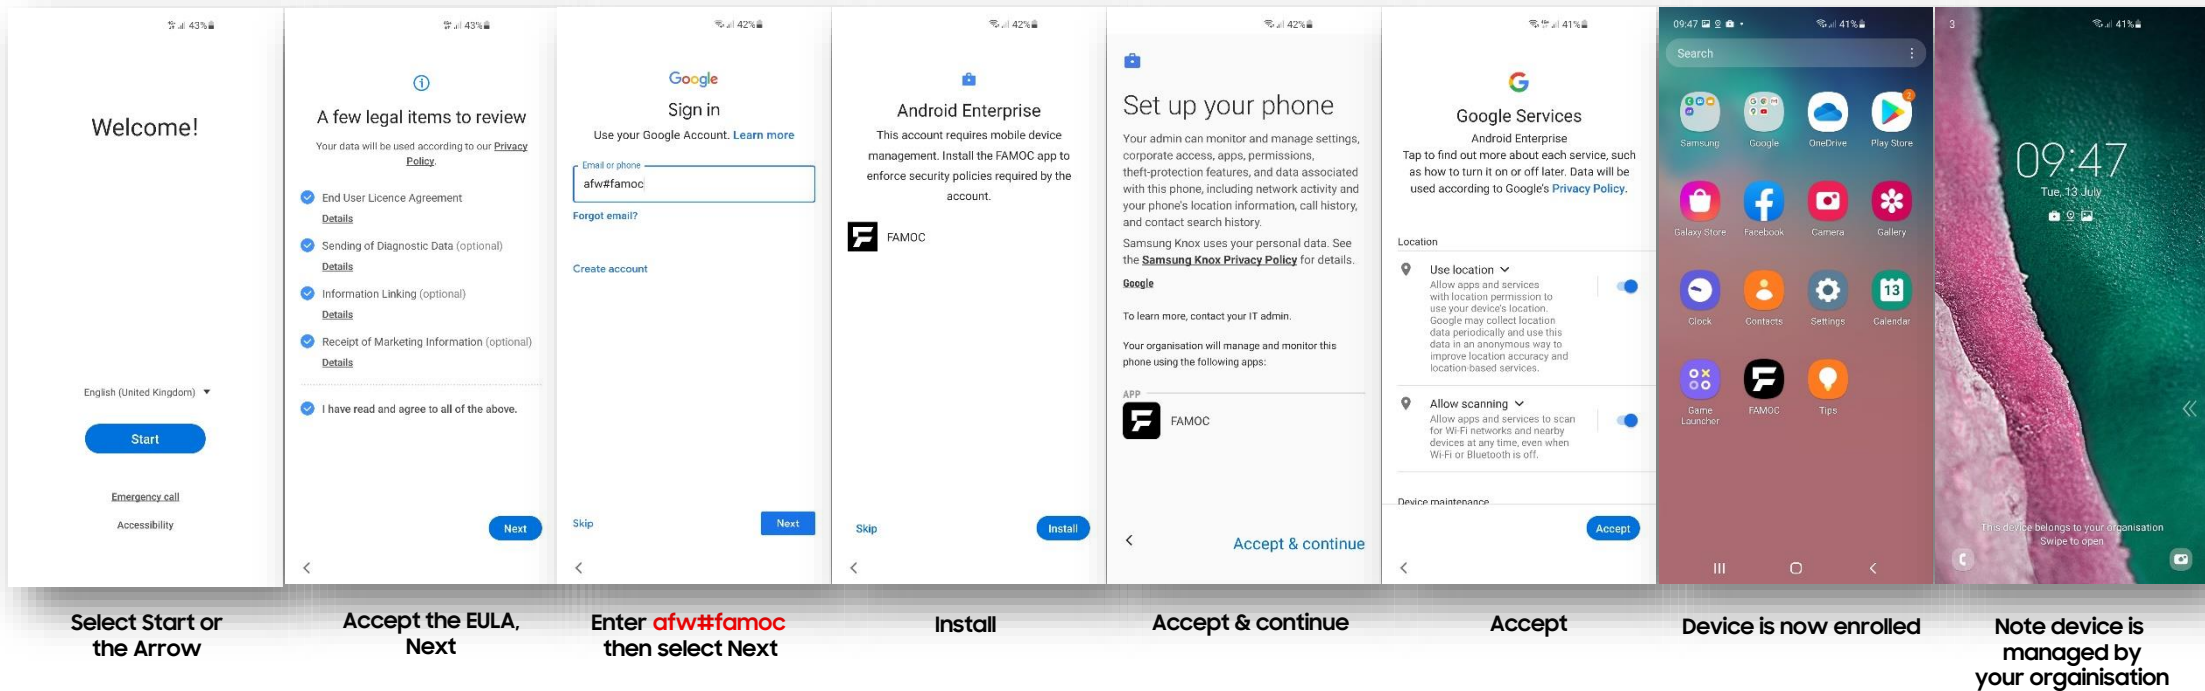 43%
Welcome!
English (United Kingdom)
Start
Emergency call
Accessibility
Select Start or
the Arrow
43%
A few legal items to review
Your data will be used according to our Privacy
Policy.
End User Licence Agreement
Details
Sending of Diagnostic Data (optional)
Details
Information Linking (optional)
Details
Receipt of Marketing Information (optional)
Details
I have read and agree to all of the above.
Next
Accept the EULA,
Next
42%
Google
Sign in
Use your Google Account. Learn more
Email or phone
afw#famoc
Forgot email?
Create account
Skip
Next
Enter afw#famoc
then select Next
42%
Android Enterprise
This account requires mobile device
management. Install the FAMOC app to
enforce security policies required by the
account.
FAMOC
Skip
Install
Install
42%
Set up your phone
Your admin can monitor and manage settings,
corporate access, apps, permissions,
theft-protection features, and data associated
with this phone, including network activity and
your phone's location information, call history,
and contact search history.
Samsung Knox uses your personal data. See
the Samsung Knox Privacy Policy for details.
Google
To learn more, contact your IT admin.
Your organisation will manage and monitor this
phone using the following apps:
APP
FAMOC
Accept & continue
Accept & continue
41%
G
Google Services
Android Enterprise
Tap to find out more about each service, such
as how to turn it on or off later. Data will be
used according to Google's Privacy Policy.
Location
Use location
Allow apps and services
with location permission to
use your device's location.
Google may collect location
data periodically and use this
data in an anonymous way to
improve location accuracy and
location-based services.
Allow scanning
Allow apps and services to scan
for Wi-Fi networks and nearby
devices at any time, even when
Wi-Fi or Bluetooth is off.
Device maintenance
Accept
Accept
09:47 41%
Search
2
Samsung Google OneDrive Play Store
Galaxy Store Facebook Camera Gallery
13
Clock Contacts Settings Calendar
Game
Launcher FAMOC Tips
Device is now enrolled
3 41%
09:47
Tue, 13 July
This device belongs to your organisation
Swipe to open
Note device is
managed by
your orgainisation